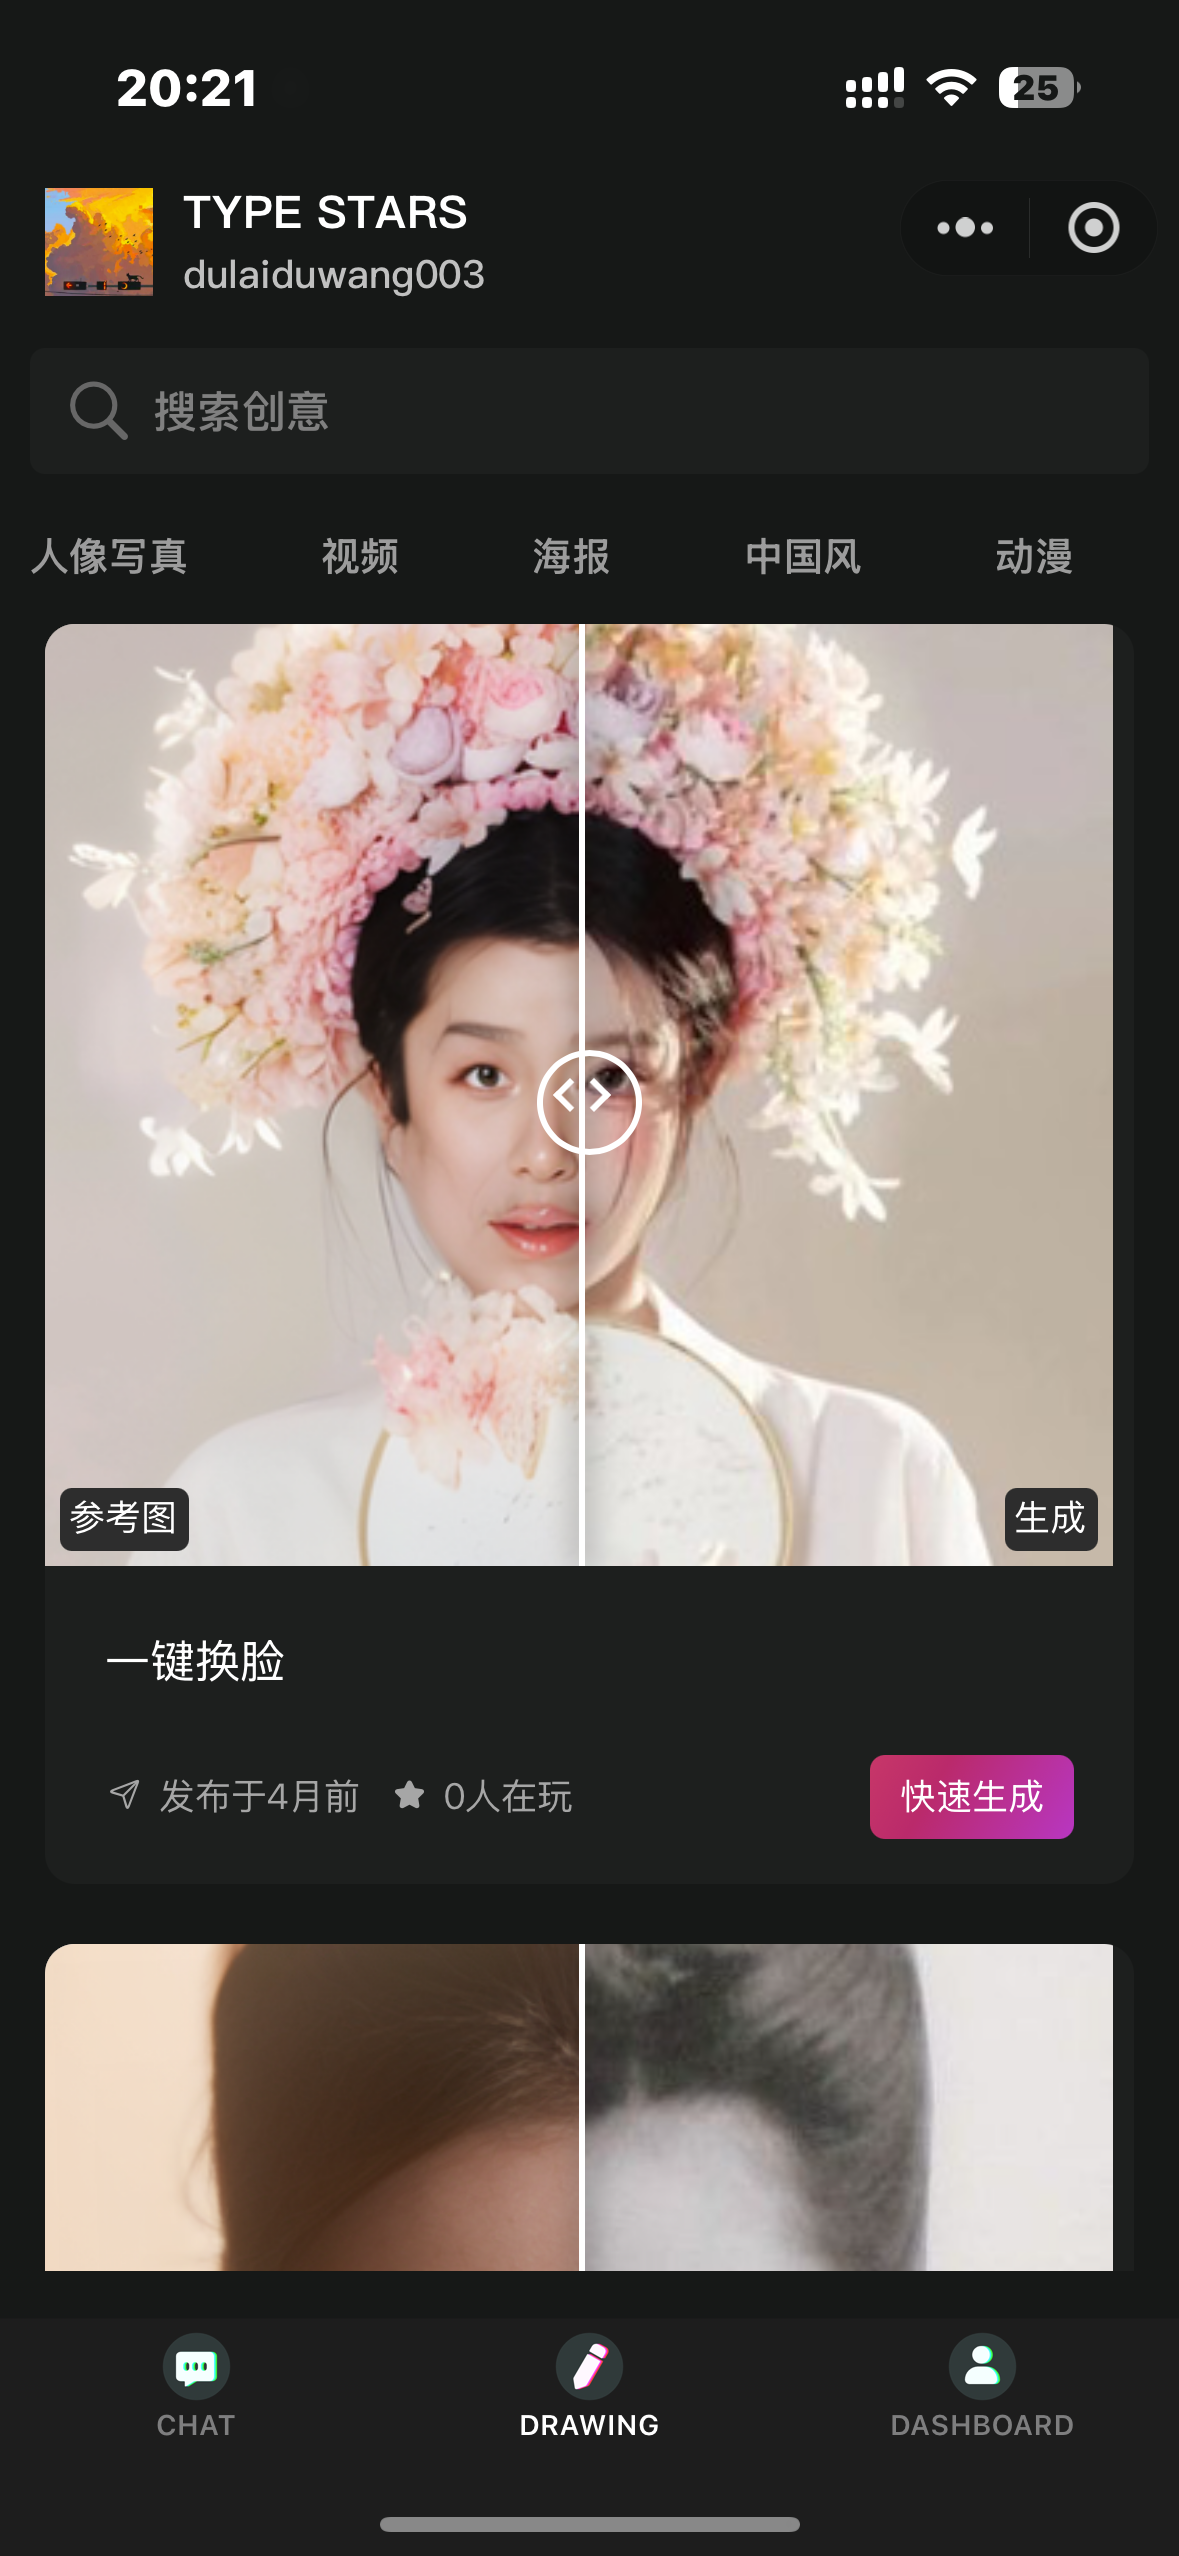 20:21
25
TYPE STARS
dulaiduwang003
搜索创意
人像写真 视频 海报 中国风 动漫
参考图 生成
一键换脸
发布于4月前 0人在玩 快速生成
CHAT DRAWING DASHBOARD